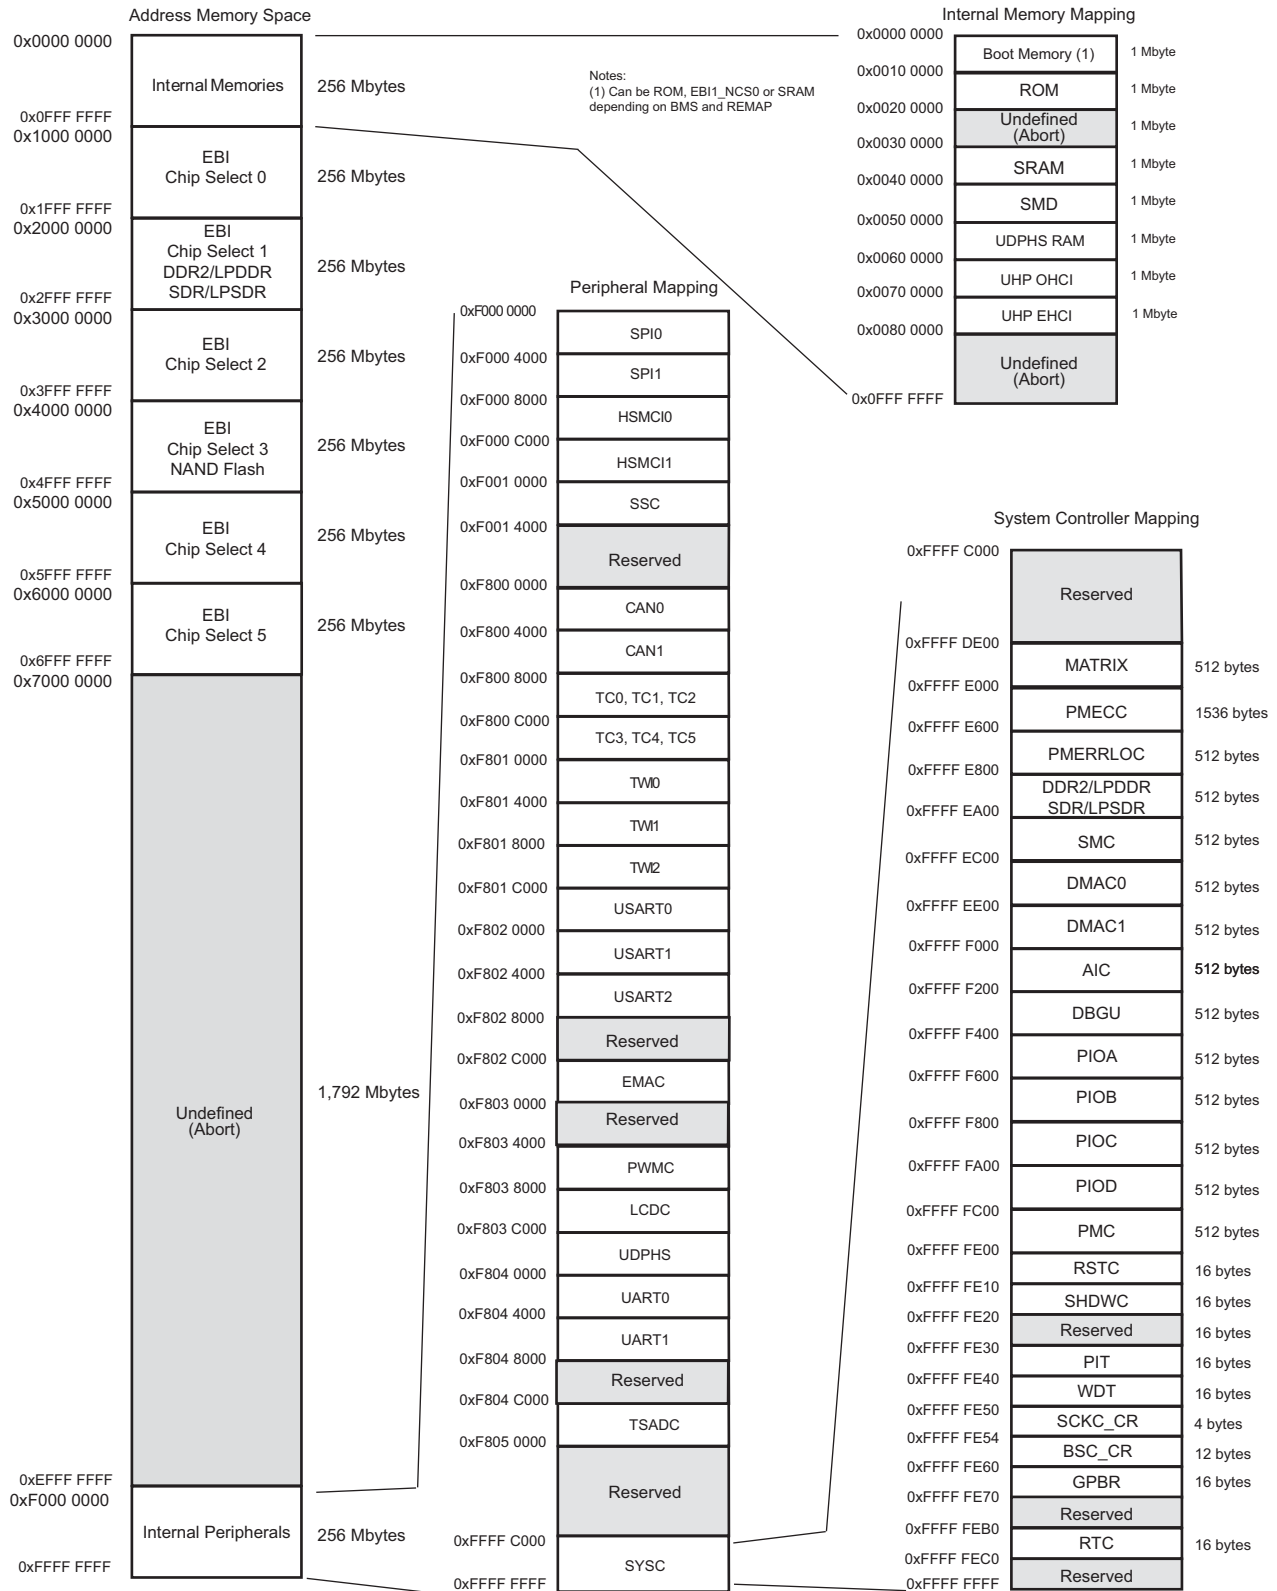 Address Memory Space
0x0000 0000
Internal Memories
256 Mbytes
0x0FFF FFFF
0x1000 0000
EBI
Chip Select 0
256 Mbytes
0x1FFF FFFF
0x2000 0000
EBI
Chip Select 1
DDR2/LPDDR
SDR/LPSDR
256 Mbytes
0x2FFF FFFF
0x3000 0000
EBI
Chip Select 2
256 Mbytes
0x3FFF FFFF
0x4000 0000
EBI
Chip Select 3
NAND Flash
256 Mbytes
0x4FFF FFFF
0x5000 0000
EBI
Chip Select 4
256 Mbytes
0x5FFF FFFF
0x6000 0000
EBI
Chip Select 5
256 Mbytes
0x6FFF FFFF
0x7000 0000
Undefined
(Abort)
1,792 Mbytes
0xEFFF FFFF
0xF000 0000
Internal Peripherals
256 Mbytes
0xFFFF FFFF
Notes:
(1) Can be ROM, EBI1_NCS0 or SRAM
depending on BMS and REMAP
Peripheral Mapping
0xF000 0000
SPI0
0xF000 4000
SPI1
0xF000 8000
HSMCI0
0xF000 C000
HSMCI1
0xF001 0000
SSC
0xF001 4000
Reserved
0xF800 0000
CAN0
0xF800 4000
CAN1
0xF800 8000
TC0, TC1, TC2
0xF800 C000
TC3, TC4, TC5
0xF801 0000
TWI0
0xF801 4000
TWI1
0xF801 8000
TWI2
0xF801 C000
USART0
0xF802 0000
USART1
0xF802 4000
USART2
0xF802 8000
Reserved
0xF802 C000
EMAC
0xF803 0000
Reserved
0xF803 4000
PWMC
0xF803 8000
LCDC
0xF803 C000
UDPHS
0xF804 0000
UART0
0xF804 4000
UART1
0xF804 8000
Reserved
0xF804 C000
TSADC
0xF805 0000
Reserved
0xFFFF C000
SYSC
0xFFFF FFFF
Internal Memory Mapping
0x0000 0000
Boot Memory (1)
1 Mbyte
0x0010 0000
ROM
1 Mbyte
0x0020 0000
Undefined
(Abort)
1 Mbyte
0x0030 0000
SRAM
1 Mbyte
0x0040 0000
SMD
1 Mbyte
0x0050 0000
UDPHS RAM
1 Mbyte
0x0060 0000
UHP OHCI
1 Mbyte
0x0070 0000
UHP EHCI
1 Mbyte
0x0080 0000
Undefined
(Abort)
0x0FFF FFFF
System Controller Mapping
0xFFFF C000
Reserved
0xFFFF DE00
MATRIX
512 bytes
0xFFFF E000
PMECC
1536 bytes
0xFFFF E600
PMERRLOC
512 bytes
0xFFFF E800
DDR2/LPDDR
SDR/LPSDR
512 bytes
0xFFFF EA00
SMC
512 bytes
0xFFFF EC00
DMAC0
512 bytes
0xFFFF EE00
DMAC1
512 bytes
0xFFFF F000
AIC
512 bytes
0xFFFF F200
DBGU
512 bytes
0xFFFF F400
PIOA
512 bytes
0xFFFF F600
PIOB
512 bytes
0xFFFF F800
PIOC
512 bytes
0xFFFF FA00
PIOD
512 bytes
0xFFFF FC00
PMC
512 bytes
0xFFFF FE00
RSTC
16 bytes
0xFFFF FE10
SHDWC
16 bytes
0xFFFF FE20
Reserved
16 bytes
0xFFFF FE30
PIT
16 bytes
0xFFFF FE40
WDT
16 bytes
0xFFFF FE50
SCKC_CR
4 bytes
0xFFFF FE54
BSC_CR
12 bytes
0xFFFF FE60
GPBR
16 bytes
0xFFFF FE70
Reserved
0xFFFF FEB0
RTC
16 bytes
0xFFFF FEC0
Reserved
0xFFFF FFFF